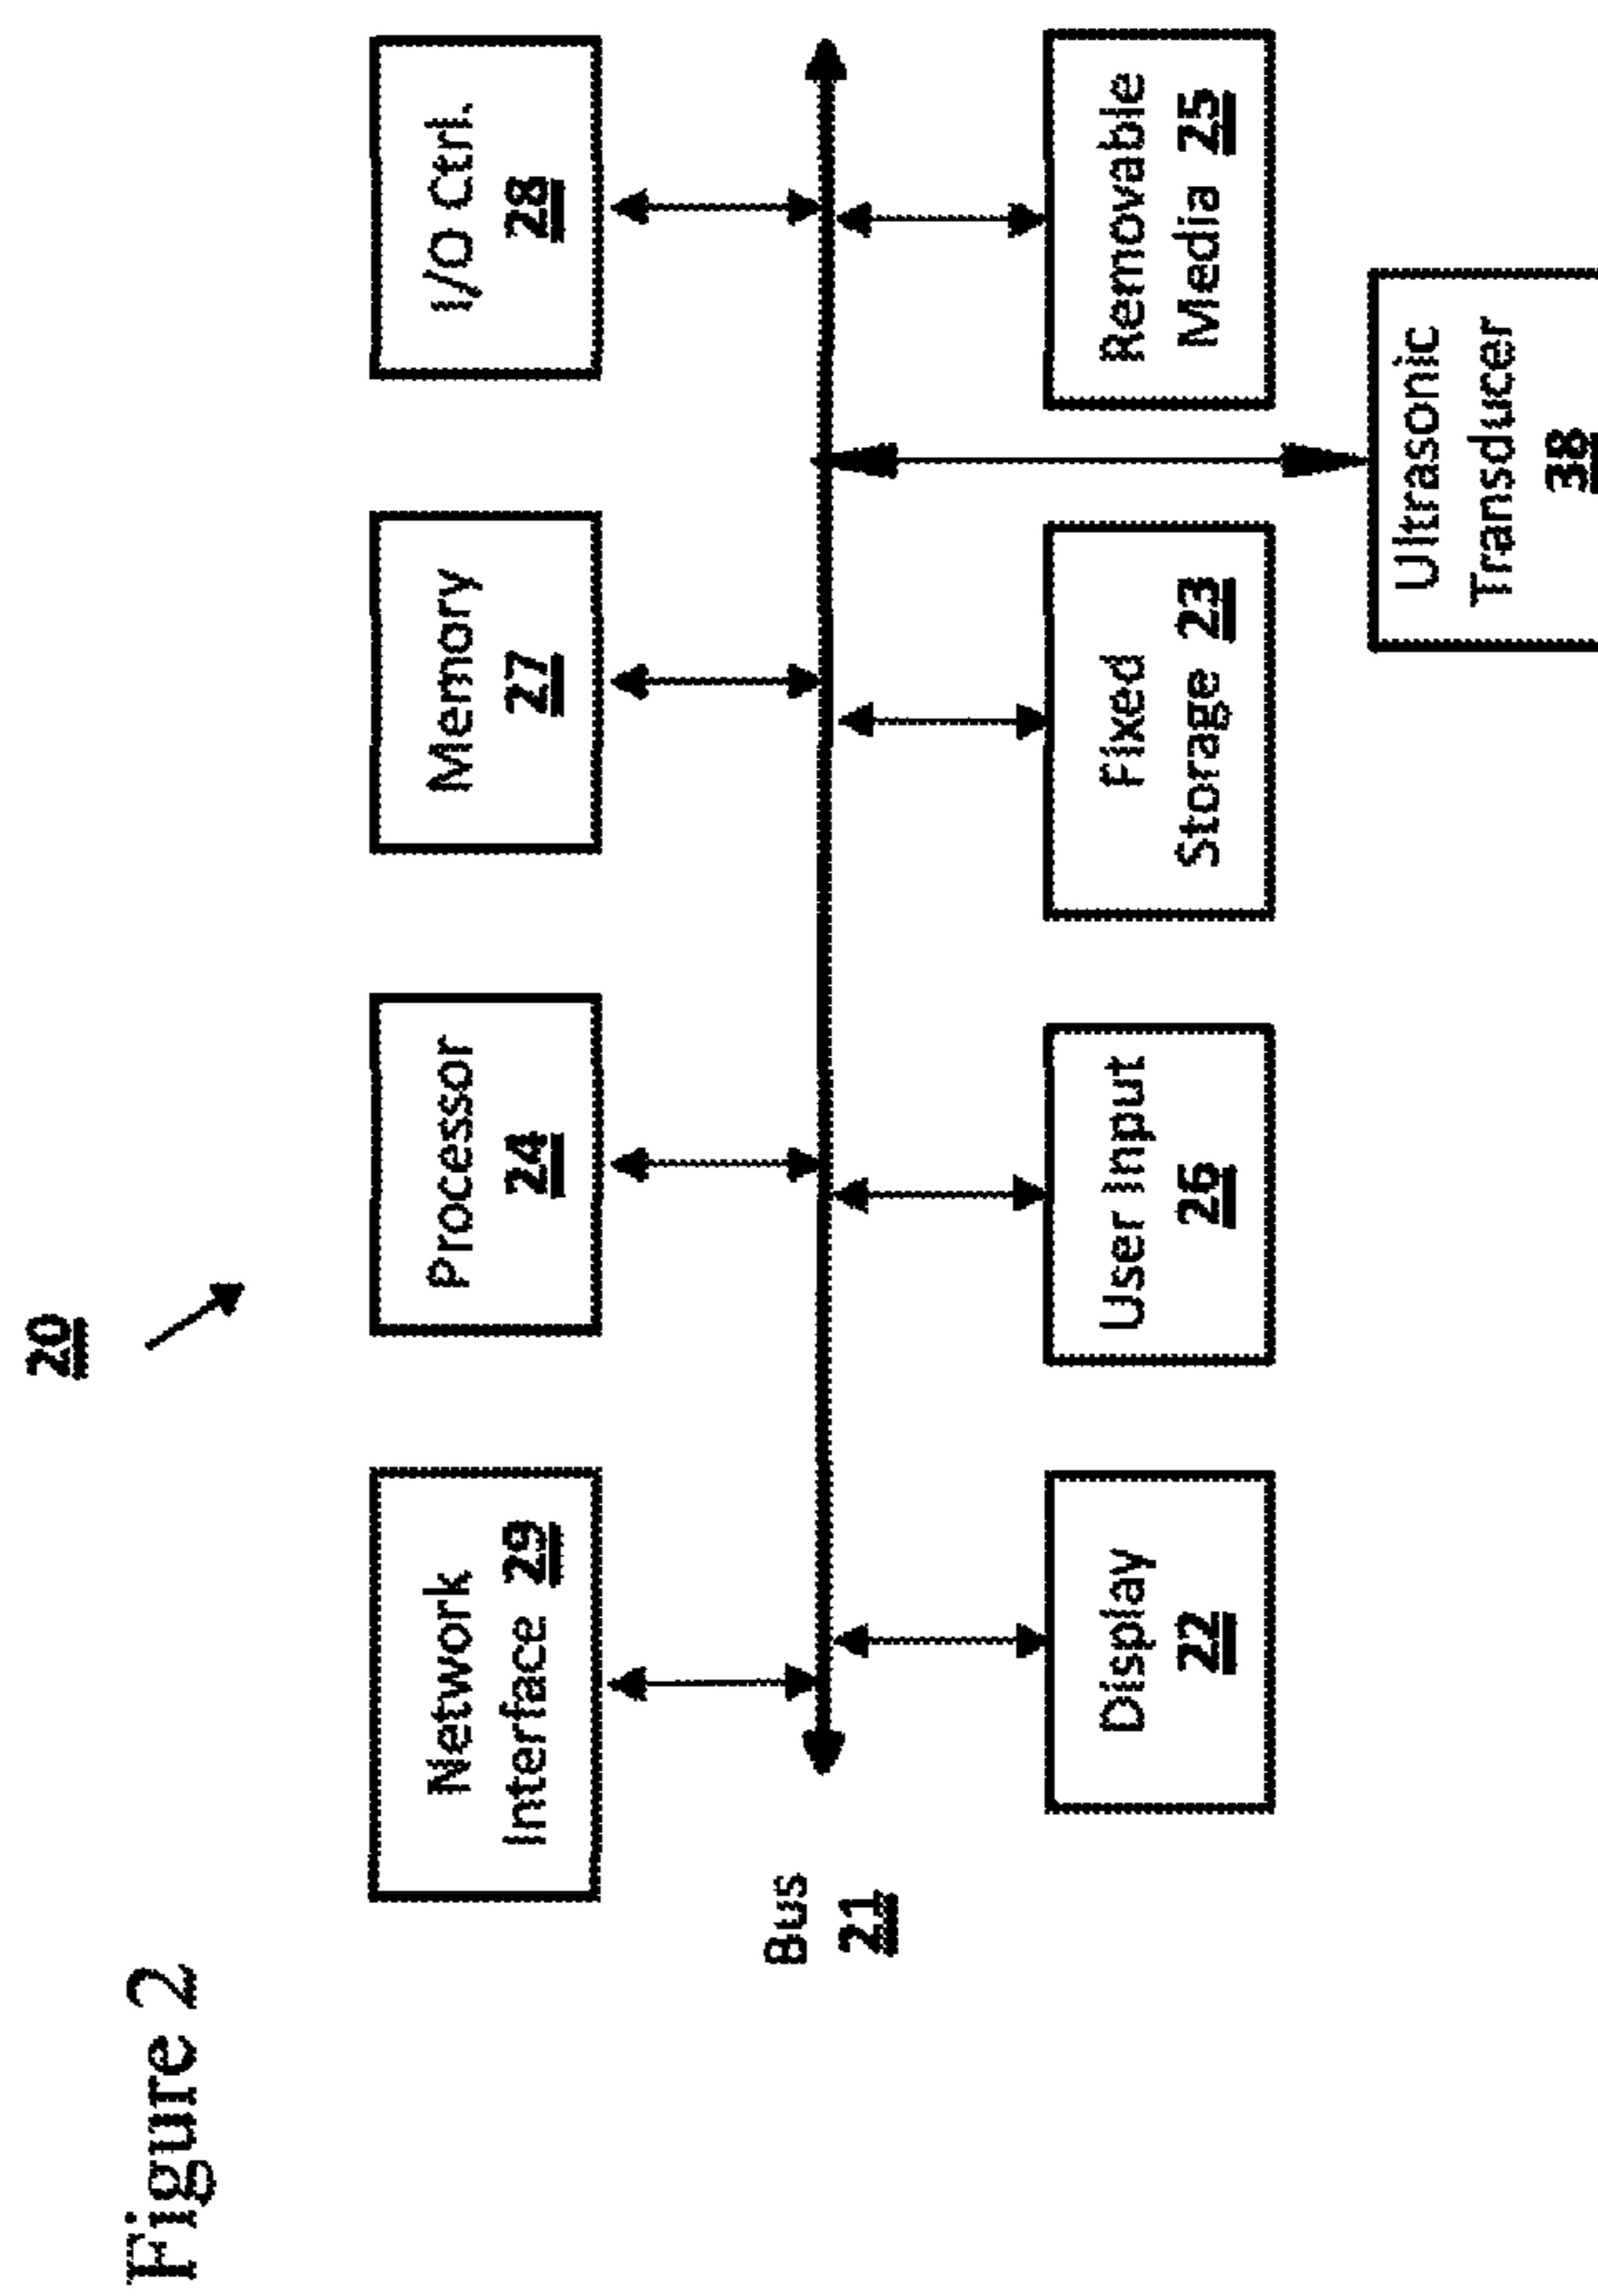 Figure 2
20
Network
Interface 29
Processor
24
Memory
27
I/O Ctrl.
28
Bus
21
Display
22
User Input
26
Fixed
Storage 23
Removable
Media 25
Ultrasonic
Transducer
38